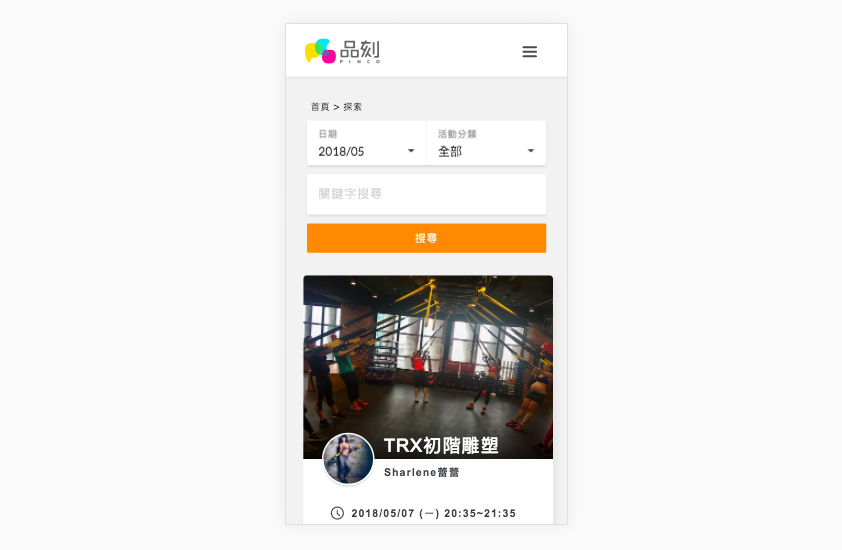 品刻
PINCO
首頁 > 探索
日期
2018/05
活動分類
全部
關鍵字搜尋
搜尋
TRX初階雕塑
Sharlene蕾蕾
2018/05/07 (一) 20:35~21:35